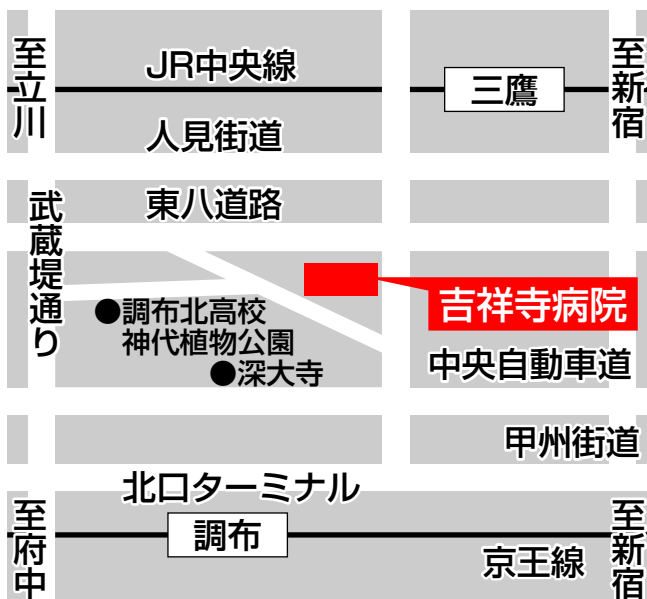 至立川
JR中央線
三鷹
至新宿
人見街道
東八道路
武蔵堤通り
吉祥寺病院
●調布北高校
神代植物公園
●深大寺
中央自動車道
甲州街道
北口ターミナル
至府中
調布
京王線
至新宿